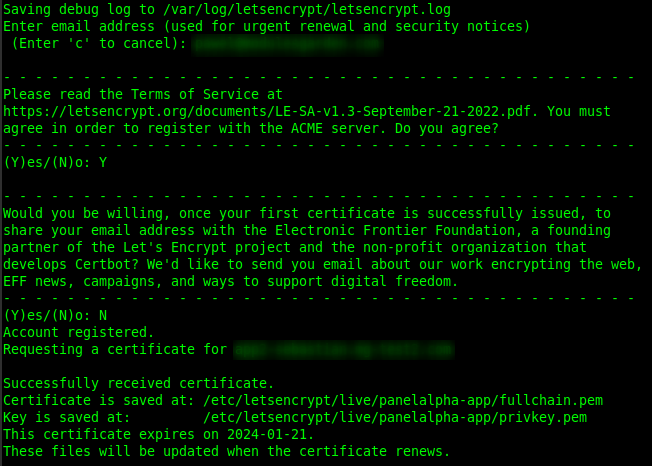 Saving debug log to /var/log/letsencrypt/letsencrypt.log
Enter email address (used for urgent renewal and security notices)
(Enter 'c' to cancel):
- - - - - - - - - - - - - - - - - - - - - - - - - - - - - - - - - - - - - - - -
Please read the Terms of Service at
https://letsencrypt.org/documents/LE-SA-v1.3-September-21-2022.pdf. You must
agree in order to register with the ACME server. Do you agree?
- - - - - - - - - - - - - - - - - - - - - - - - - - - - - - - - - - - - - - - -
(Y)es/(N)o: Y
- - - - - - - - - - - - - - - - - - - - - - - - - - - - - - - - - - - - - - - -
Would you be willing, once your first certificate is successfully issued, to
share your email address with the Electronic Frontier Foundation, a founding
partner of the Let's Encrypt project and the non-profit organization that
develops Certbot? We'd like to send you email about our work encrypting the web,
EFF news, campaigns, and ways to support digital freedom.
- - - - - - - - - - - - - - - - - - - - - - - - - - - - - - - - - - - - - - - -
(Y)es/(N)o: N
Account registered.
Requesting a certificate for
Successfully received certificate.
Certificate is saved at: /etc/letsencrypt/live/panelalpha-app/fullchain.pem
Key is saved at:         /etc/letsencrypt/live/panelalpha-app/privkey.pem
This certificate expires on 2024-01-21.
These files will be updated when the certificate renews.